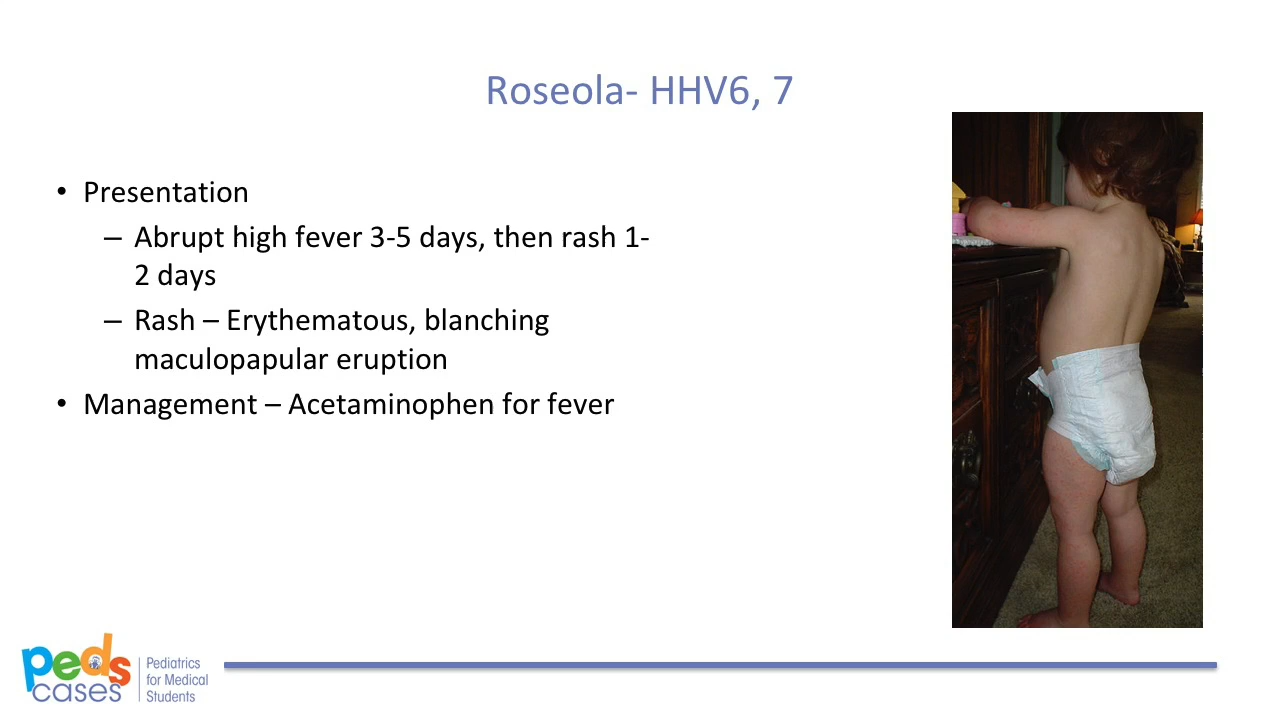 Roseola- HHV6, 7
• Presentation
– Abrupt high fever 3-5 days, then rash 1-
2 days
– Rash – Erythematous, blanching
maculopapular eruption
• Management – Acetaminophen for fever
peds
cases
Pediatrics
for Medical
Students